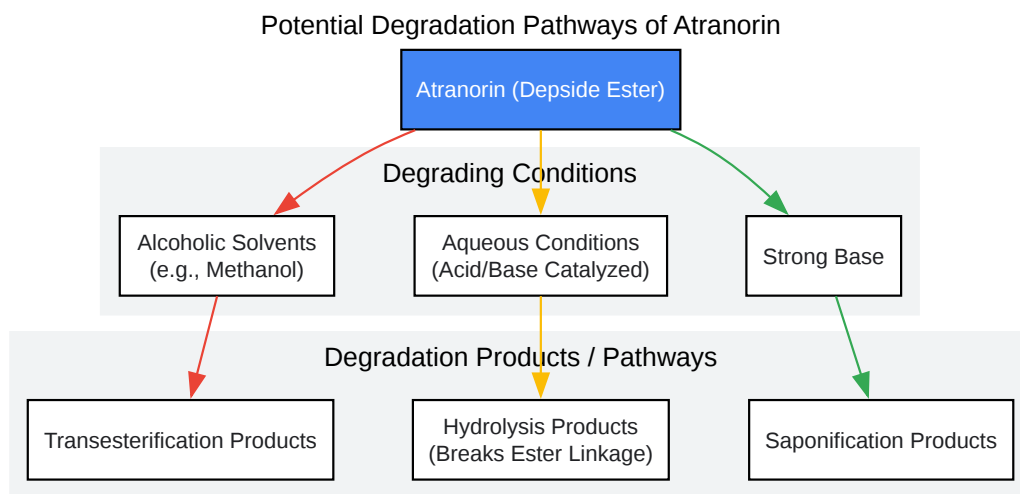 Potential Degradation Pathways of Atranorin
Atranorin (Depside Ester)
Degrading Conditions
Alcoholic Solvents
(e.g., Methanol)
Aqueous Conditions
(Acid/Base Catalyzed)
Strong Base
Degradation Products / Pathways
Transesterification Products
Hydrolysis Products
(Breaks Ester Linkage)
Saponification Products